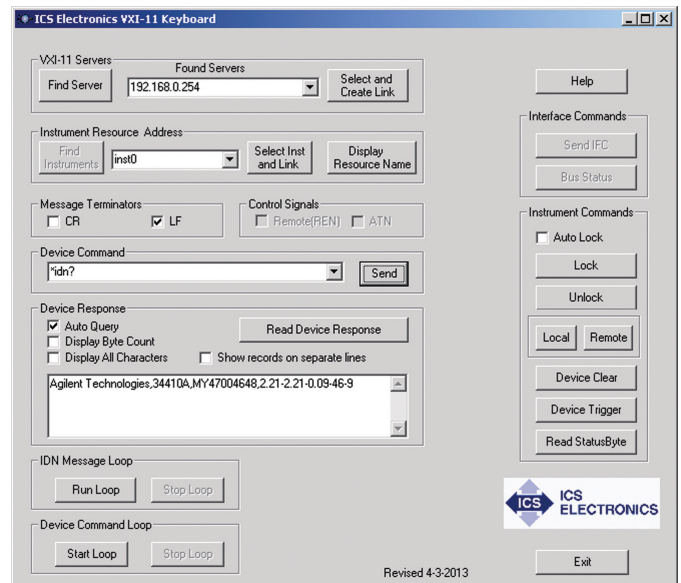 ICS Electronics VXI-11 Keyboard
VXI-11 Servers
Found Servers
Find Server
192.168.0.254
Select and
Create Link
Help
Instrument Resource Address
Find
Instruments
inst0
Select Inst
and Link
Display
Resource Name
Interface Commands
Send IFC
Bus Status
Message Terminators
CR
LF
Control Signals
Remote(REN)
ATN
Instrument Commands
Auto Lock
Lock
Unlock
Local
Remote
Device Clear
Device Trigger
Read StatusByte
Device Command
*idn?
Send
Device Response
Auto Query
Display Byte Count
Display All Characters
Read Device Response
Show records on separate lines
Agilent Technologies,34410A,MY47004648,2.21-2.21-0.09-46-9
IDN Message Loop
Run Loop
Stop Loop
Device Command Loop
Start Loop
Stop Loop
ICS
ICS
ELECTRONICS
Revised 4-3-2013
Exit